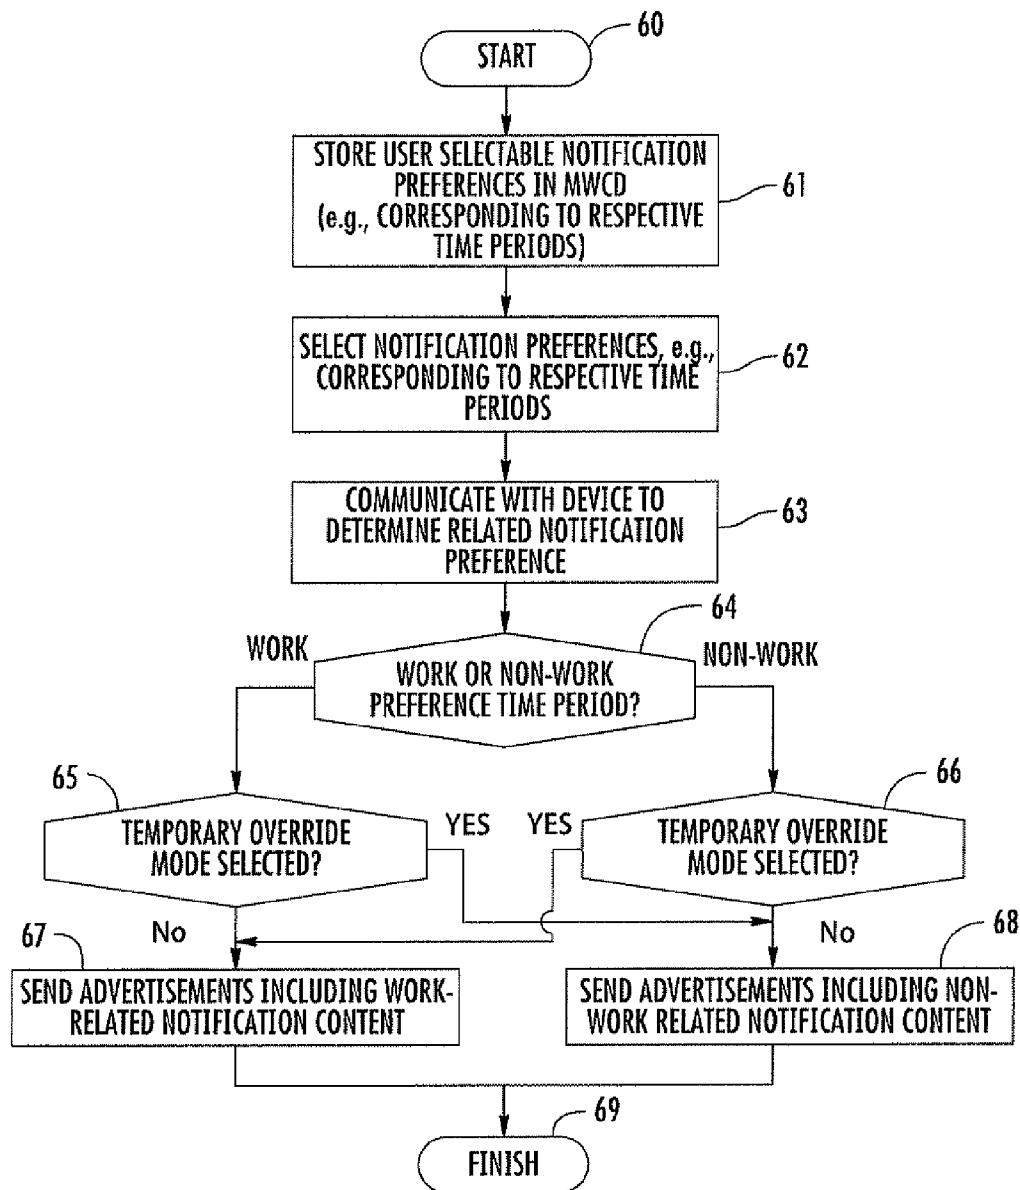 60
START
STORE USER SELECTABLE NOTIFICATION
PREFERENCES IN MWCD
(e.g., CORRESPONDING TO RESPECTIVE
TIME PERIODS)
61
SELECT NOTIFICATION PREFERENCES, e.g.,
CORRESPONDING TO RESPECTIVE TIME
PERIODS
62
COMMUNICATE WITH DEVICE TO
DETERMINE RELATED NOTIFICATION
PREFERENCE
63
64
WORK
NON-WORK
WORK OR NON-WORK
PREFERENCE TIME PERIOD?
65
66
TEMPORARY OVERRIDE
MODE SELECTED?
YES
YES
TEMPORARY OVERRIDE
MODE SELECTED?
67
No
No
68
SEND ADVERTISEMENTS INCLUDING WORK-
RELATED NOTIFICATION CONTENT
SEND ADVERTISEMENTS INCLUDING NON-
WORK RELATED NOTIFICATION CONTENT
69
FINISH